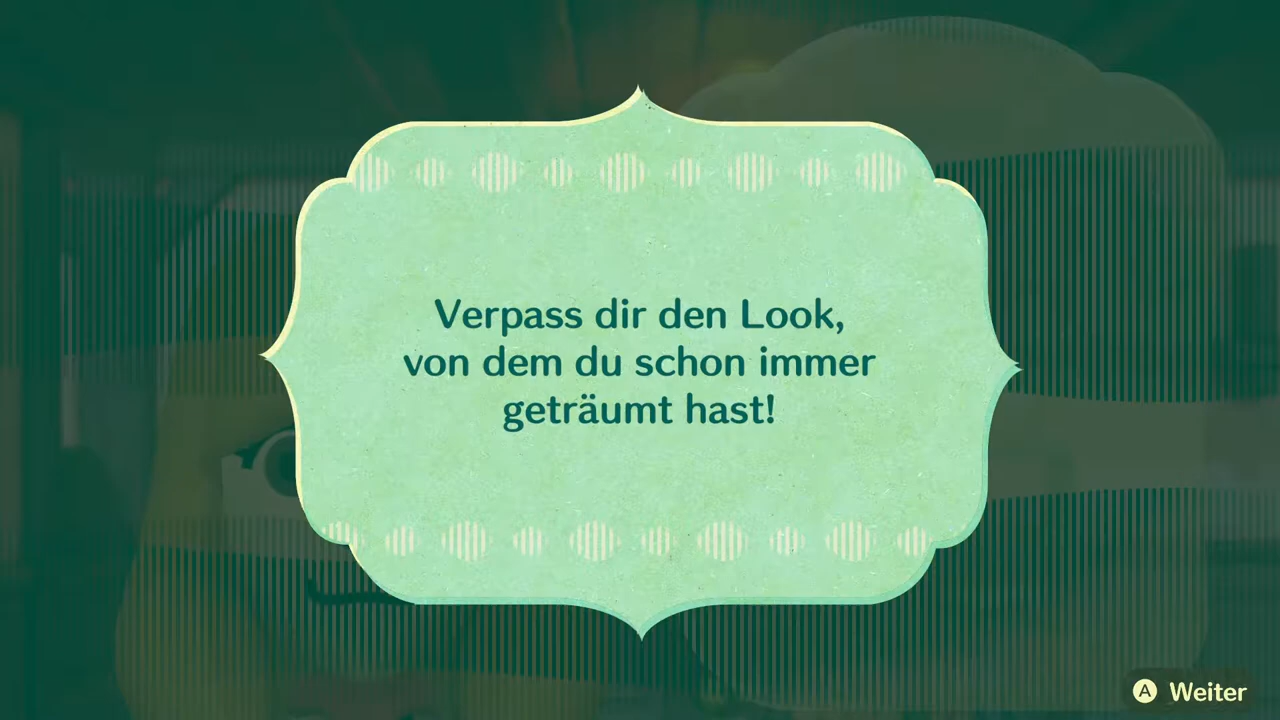 Verpass dir den Look,
von dem du schon immer
geträumt hast!
A Weiter